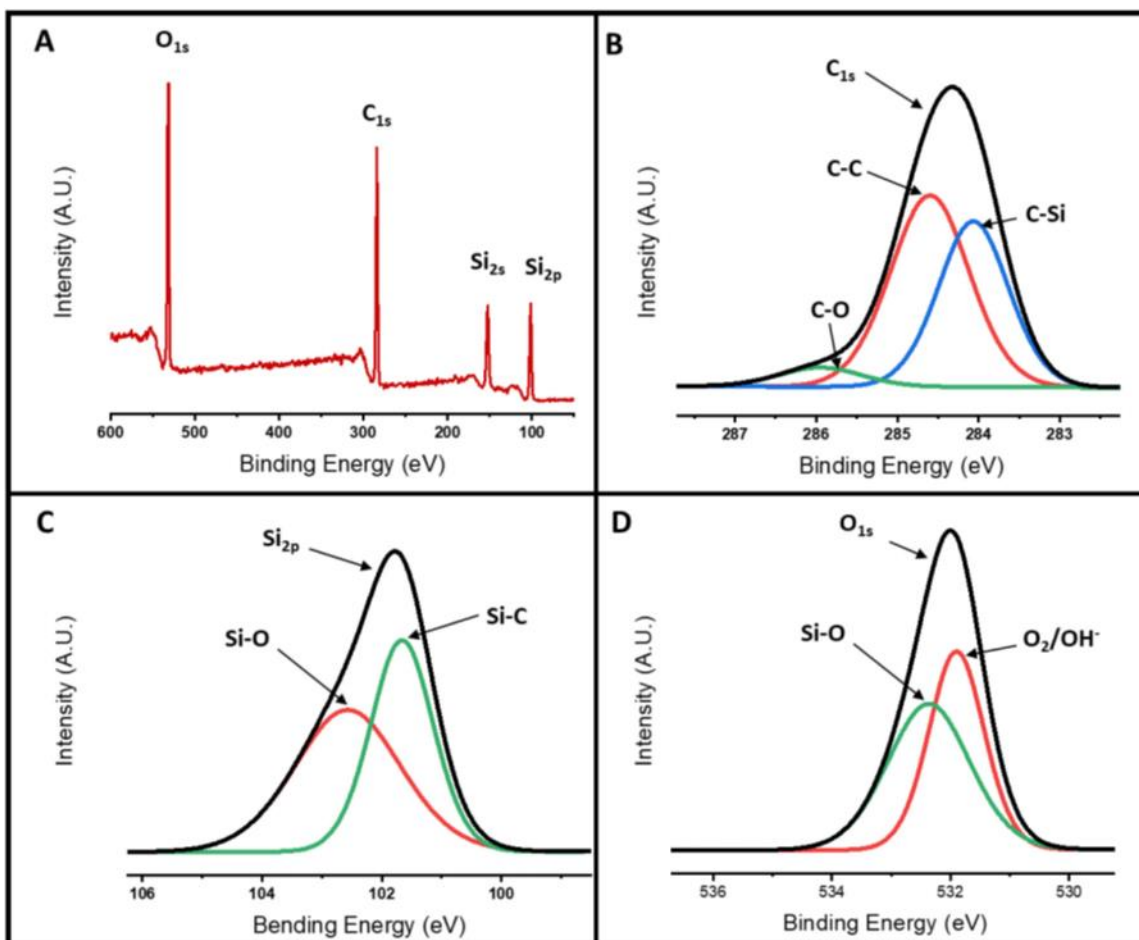 A
O1s
C1s
Si2s
Si2p
Intensity (A.U.)
600 500 300 200 100
Binding Energy (eV)
B
C1s
C-C
C-Si
C-O
Intensity (A.U.)
287 286 285 284 283
Binding Energy (eV)
C
Si2p
Si-C
Si-O
Intensity (A.U.)
106 104 102 100
Bending Energy (eV)
D
O1s
Si-O
O2/OH-
Intensity (A.U.)
536 534 532 530
Binding Energy (eV)